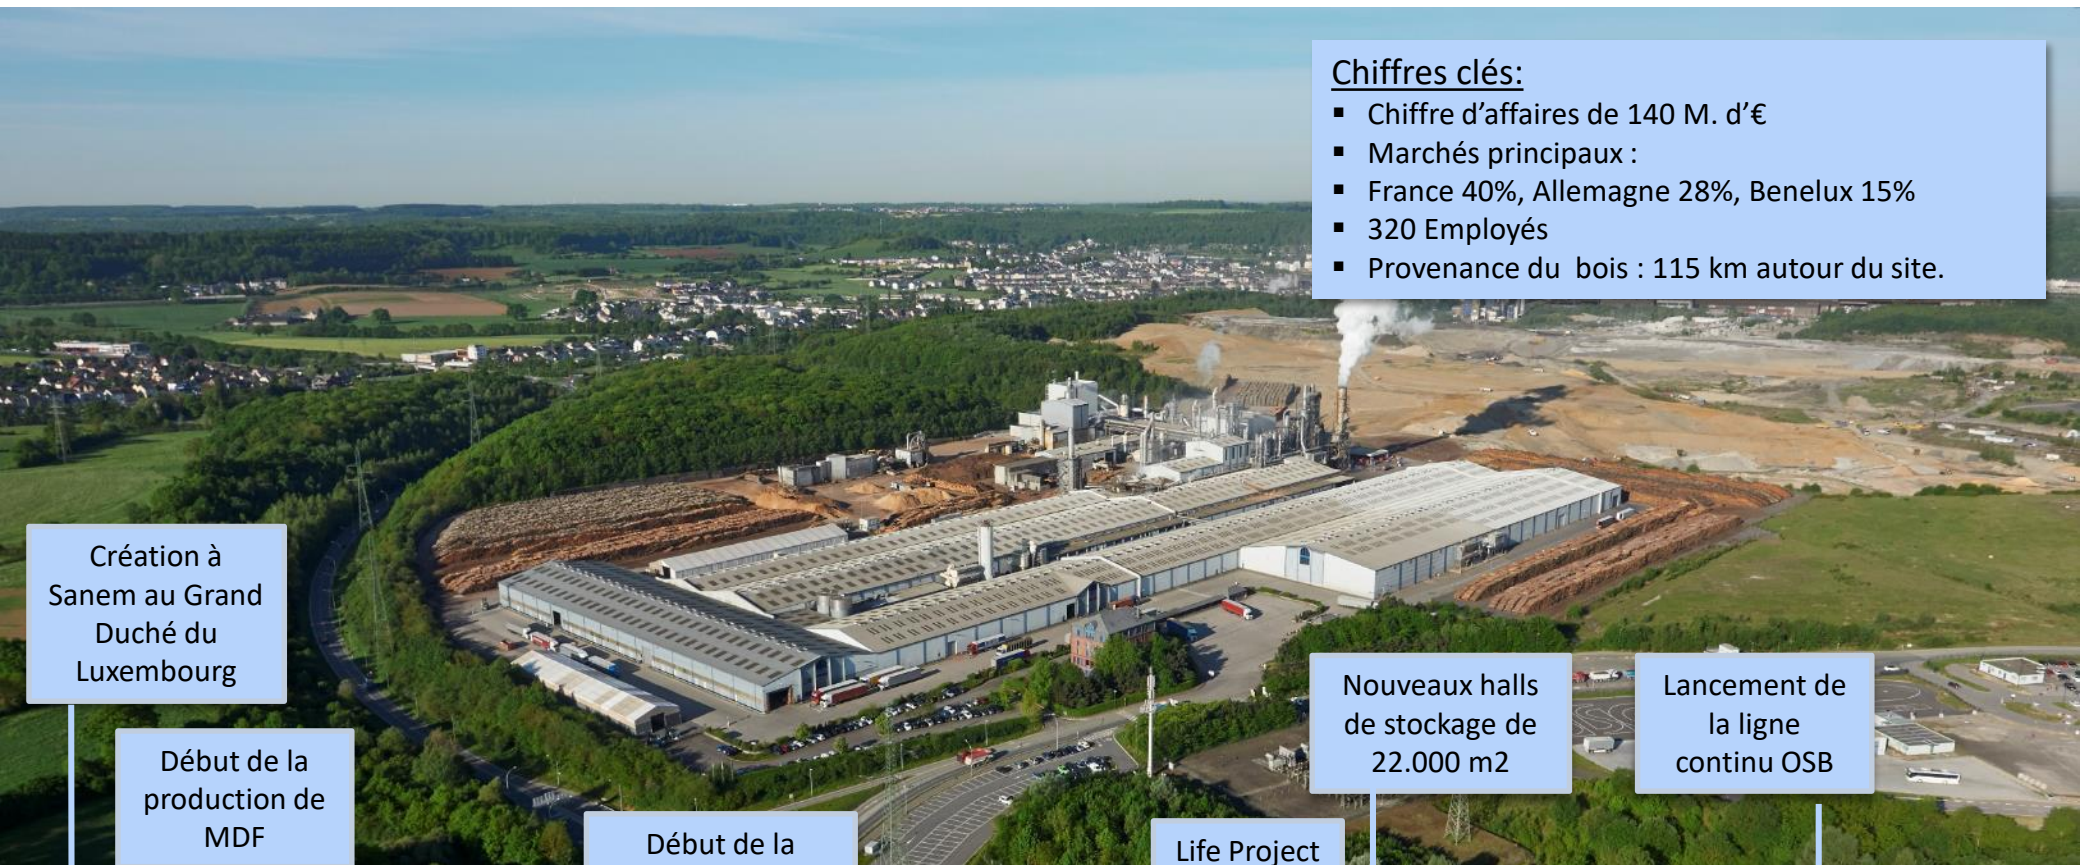 Chiffres clés:
▪ Chiffre d’affaires de 140 M. d’€
▪ Marchés principaux :
▪ France 40%, Allemagne 28%, Benelux 15%
▪ 320 Employés
▪ Provenance du  bois : 115 km autour du site.
Création à
Sanem au Grand
Duché du
Luxembourg
Début de la
production de
MDF
Début de la
Life Project
Nouveaux halls
de stockage de
22.000 m2
Lancement de
la ligne
continu OSB